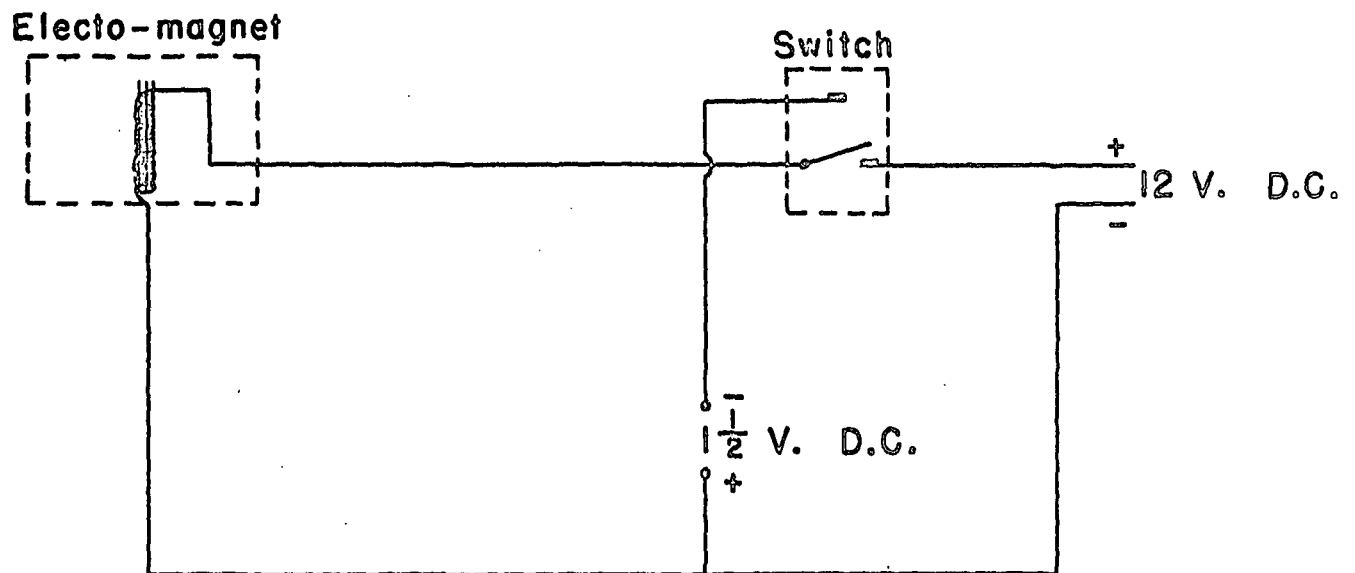 Electo-magnet
Switch
+
12 V. D.C.
-
-
1 1/2 V. D.C.
+